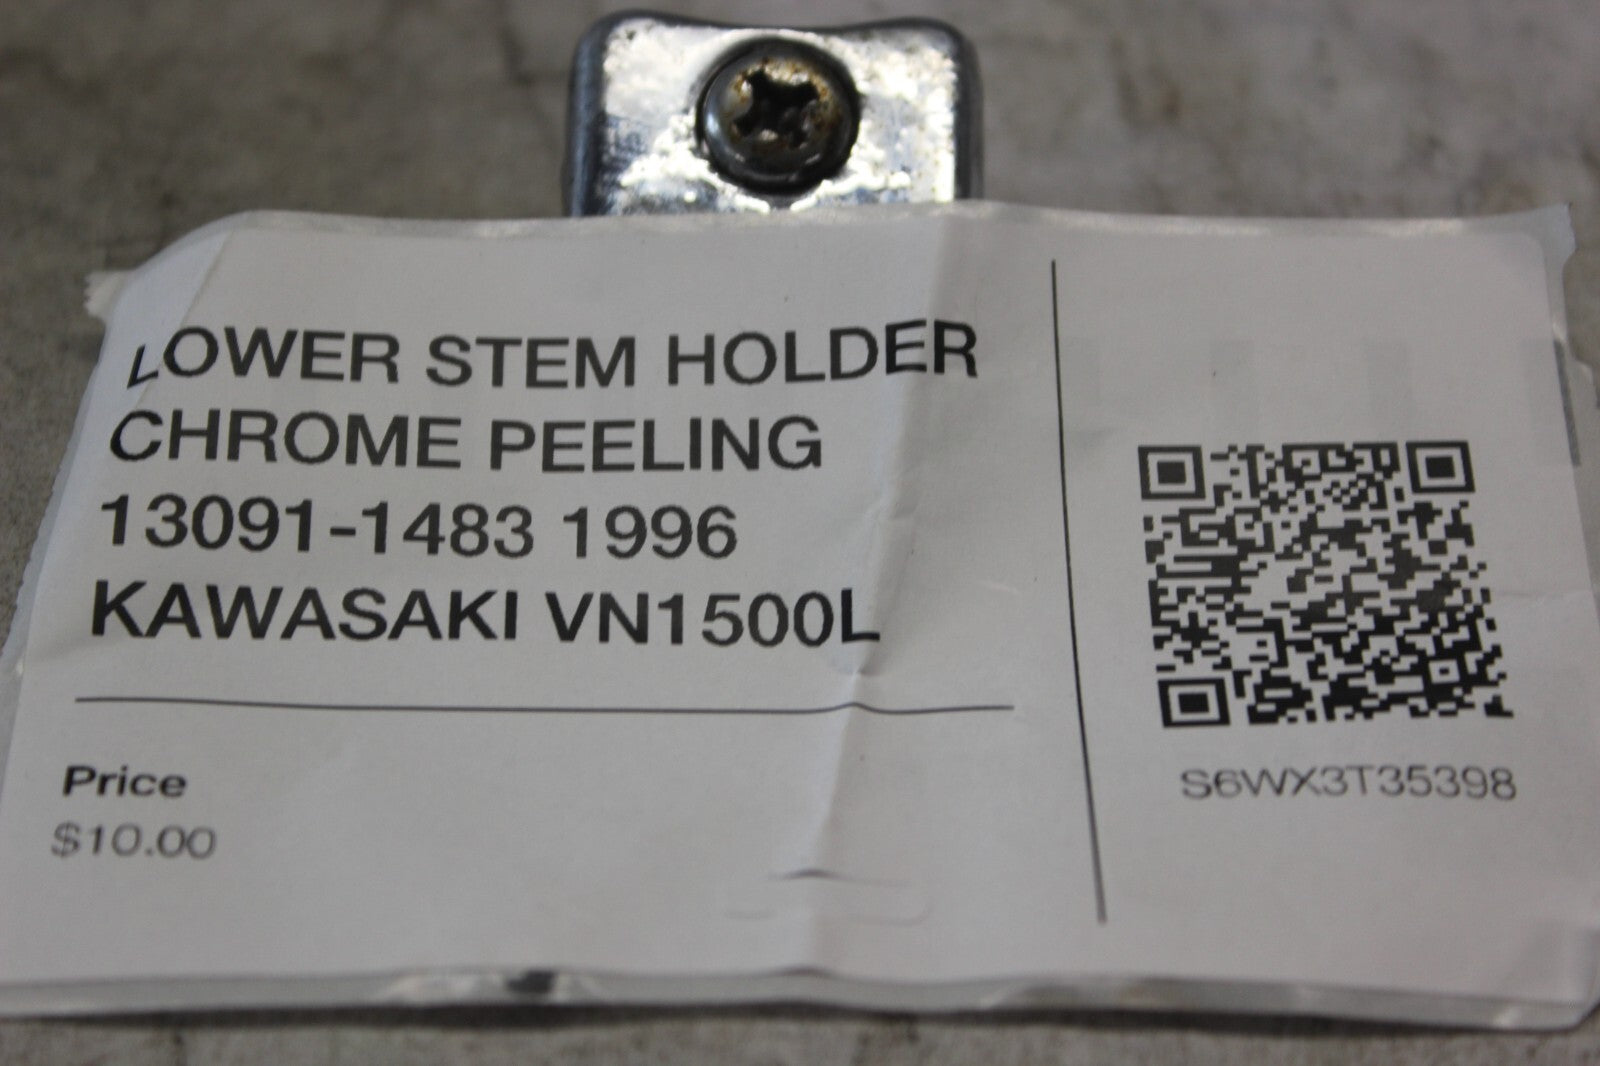 LOWER STEM HOLDER
CHROME PEELING
13091-1483 1996
KAWASAKI VN1500L
Price
$10.00
S6WX3T35398